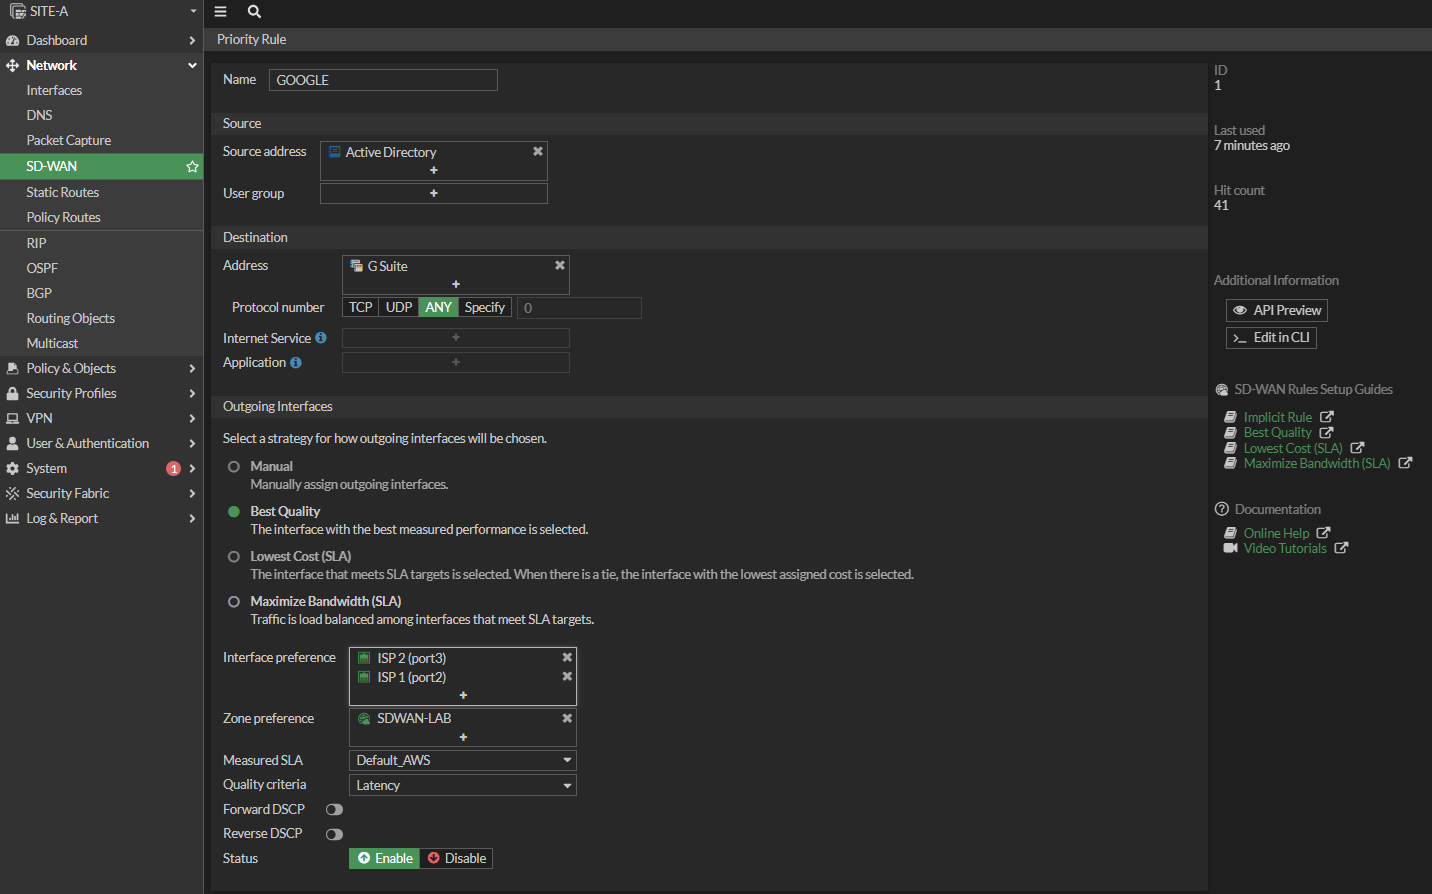 SITE-A
Dashboard
Network
Interfaces
DNS
Packet Capture
SD-WAN
Static Routes
Policy Routes
RIP
OSPF
BGP
Routing Objects
Multicast
Policy & Objects
Security Profiles
VPN
User & Authentication
System 1
Security Fabric
Log & Report
Priority Rule
Name GOOGLE
Source
Source address Active Directory
+
User group +
Destination
Address G Suite
+
Protocol number TCP UDP ANY Specify 0
Internet Service +
Application +
Outgoing Interfaces
Select a strategy for how outgoing interfaces will be chosen.
Manual
Manually assign outgoing interfaces.
Best Quality
The interface with the best measured performance is selected.
Lowest Cost (SLA)
The interface that meets SLA targets is selected. When there is a tie, the interface with the lowest assigned cost is selected.
Maximize Bandwidth (SLA)
Traffic is load balanced among interfaces that meet SLA targets.
Interface preference ISP 2 (port3)
ISP 1 (port2)
+
Zone preference SDWAN-LAB
+
Measured SLA Default_AWS
Quality criteria Latency
Forward DSCP
Reverse DSCP
Status Enable Disable
ID
1
Last used
7 minutes ago
Hit count
41
Additional Information
API Preview
>_ Edit in CLI
SD-WAN Rules Setup Guides
Implicit Rule
Best Quality
Lowest Cost (SLA)
Maximize Bandwidth (SLA)
Documentation
Online Help
Video Tutorials